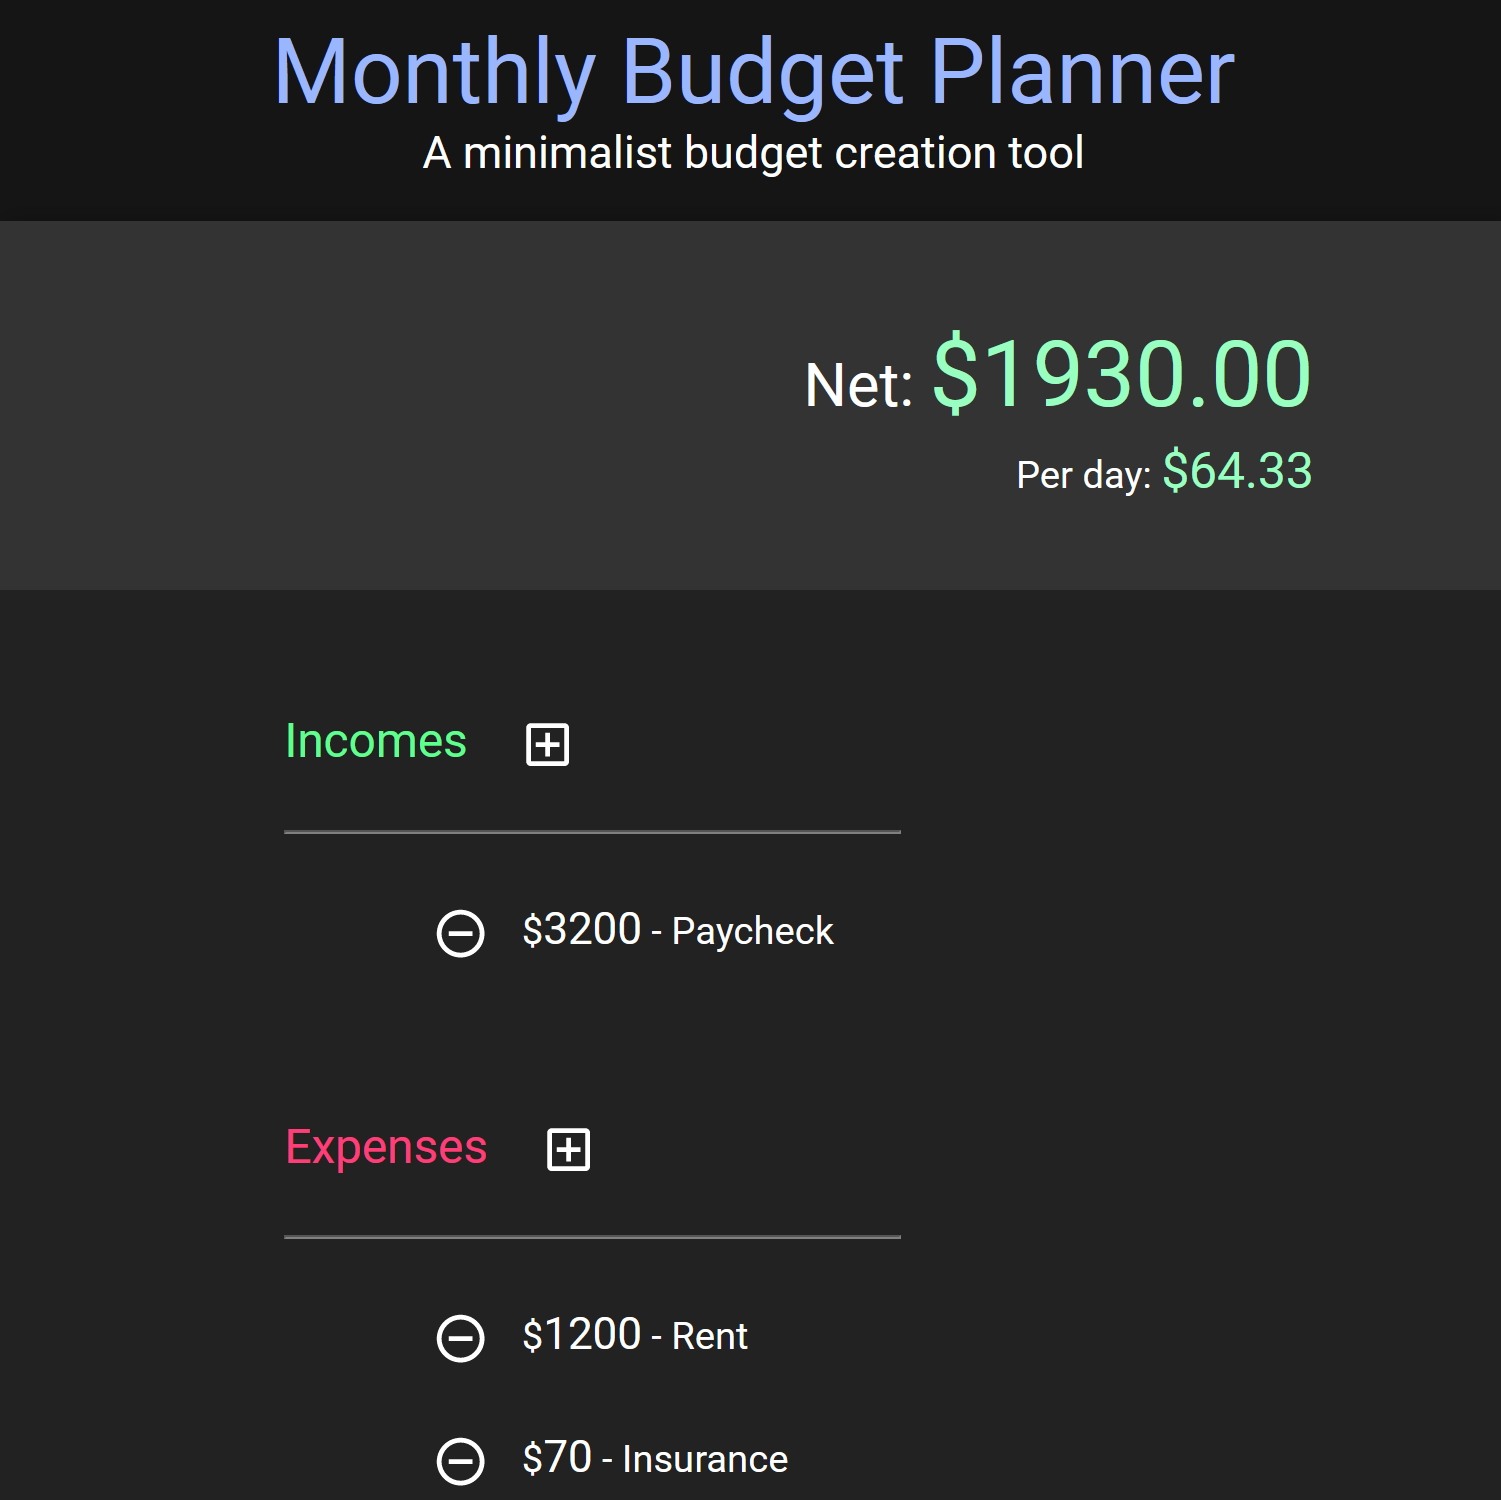 Monthly Budget Planner
A minimalist budget creation tool
Net: $1930.00
Per day: $64.33
Incomes
$3200 - Paycheck
Expenses
$1200 - Rent
$70 - Insurance